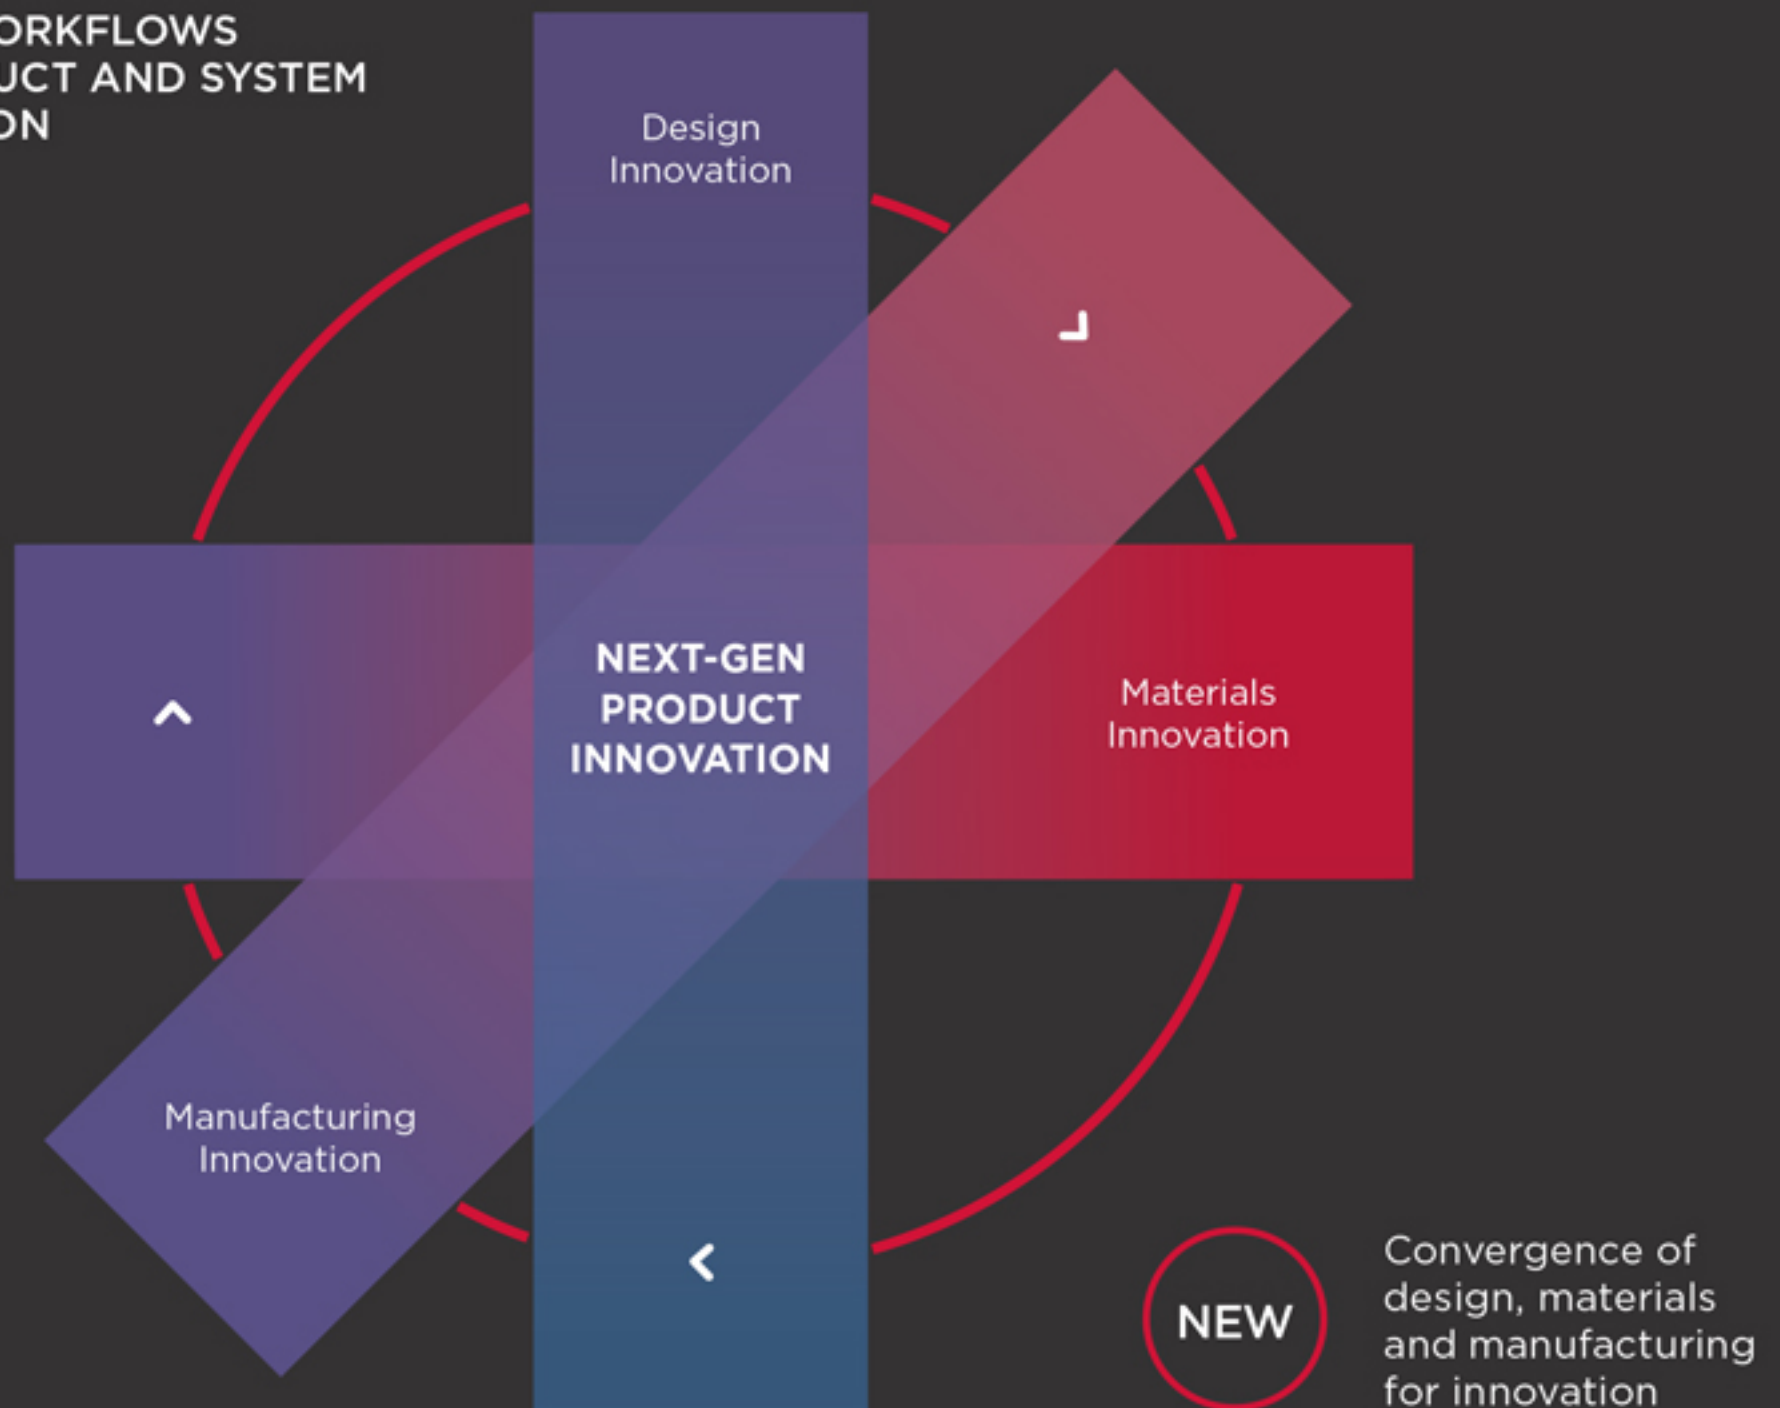 ORKFLOWS
UCT AND SYSTEM
ON
Design
Innovation
NEXT-GEN
PRODUCT
INNOVATION
Materials
Innovation
Manufacturing
Innovation
NEW
Convergence of
design, materials
and manufacturing
for innovation